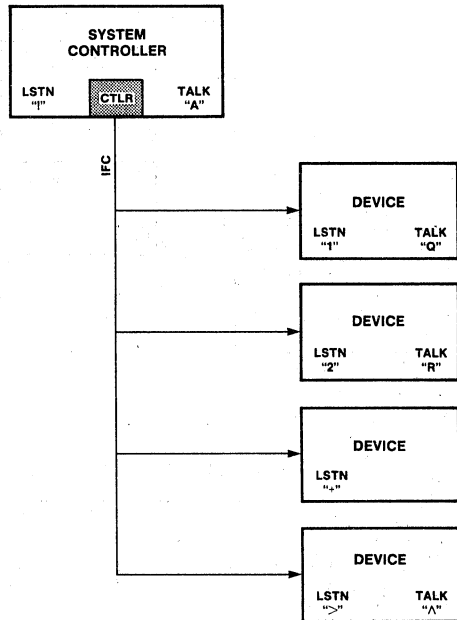 SYSTEM
CONTROLLER
LSTN
"!"
CTLR
TALK
"A"
IFC
DEVICE
LSTN
"1"
TALK
"Q"
DEVICE
LSTN
"2"
TALK
"R"
DEVICE
LSTN
"+"
DEVICE
LSTN
">"
TALK
"^"